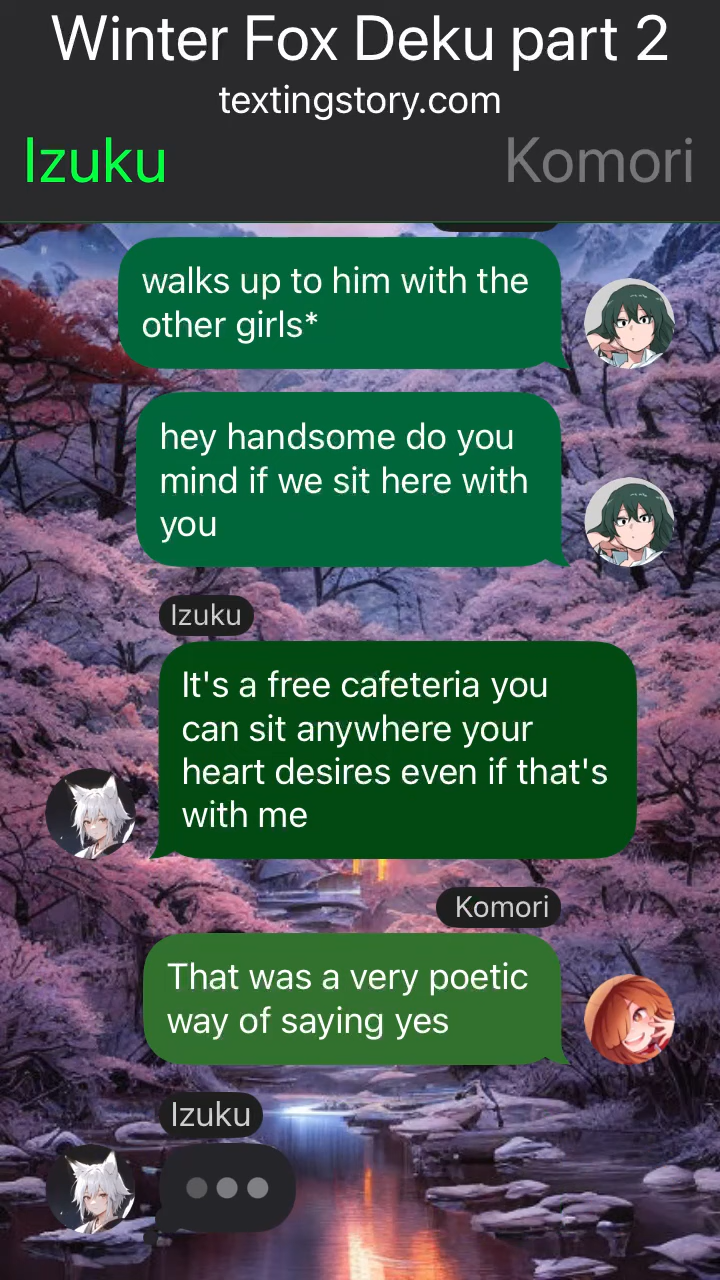 Winter Fox Deku part 2
textingstory.com
Izuku
Komori
walks up to him with the
other girls*
hey handsome do you
mind if we sit here with
you
Izuku
It's a free cafeteria you
can sit anywhere your
heart desires even if that's
with me
Komori
That was a very poetic
way of saying yes
Izuku